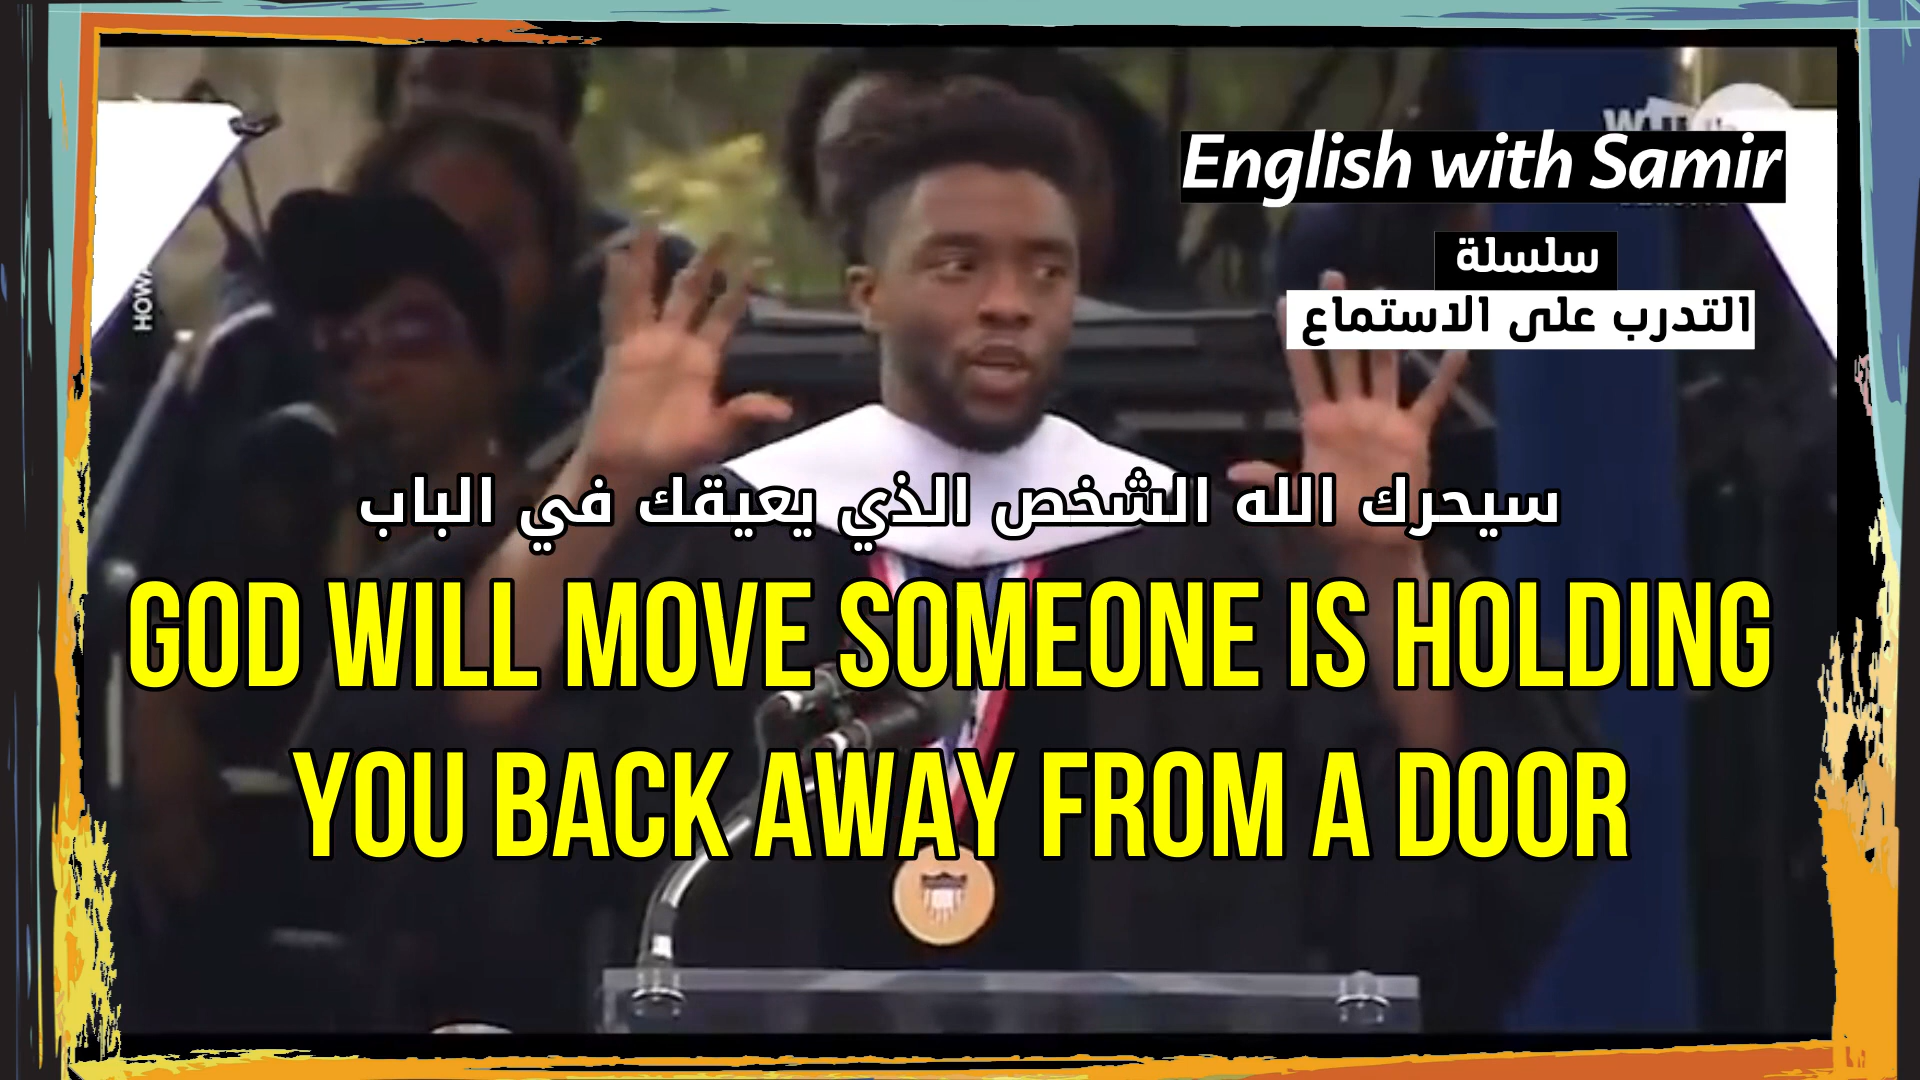 English with Samir
سلسلة
التدرب على الاستماع
HOWA
سيحرك الله الشخص الذي يعيقك في الباب
GOD WILL MOVE SOMEONE IS HOLDING
YOU BACK AWAY FROM A DOOR